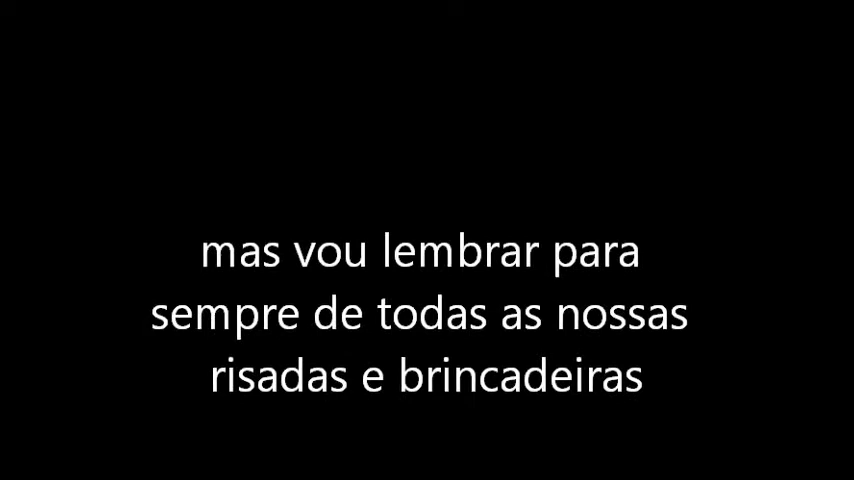 mas vou lembrar para
sempre de todas as nossas
risadas e brincadeiras